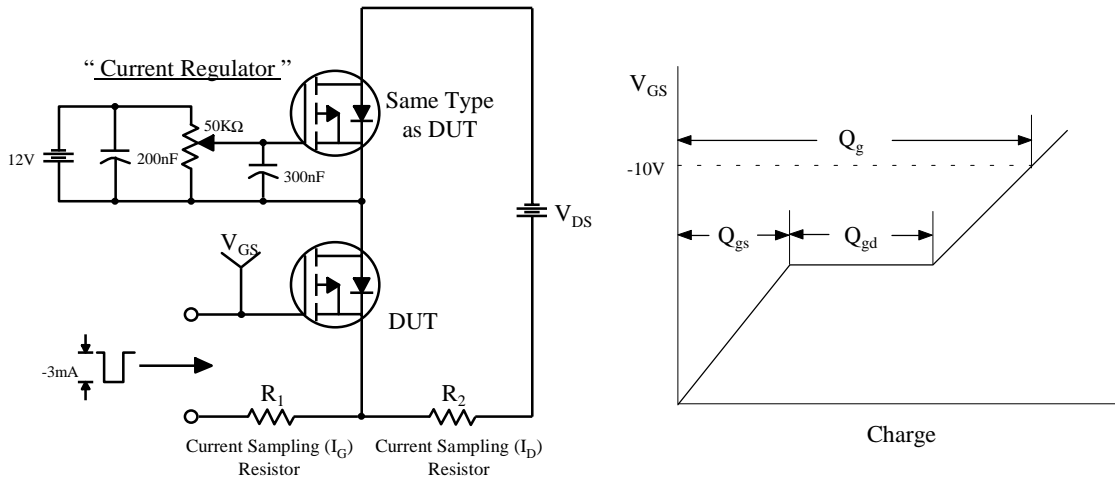 “ Current Regulator ”
Same Type
as DUT
50KΩ
12V
200nF
300nF
V_GS
DUT
V_DS
-3mA
R_1
R_2
Current Sampling (I_G)
Resistor
Current Sampling (I_D)
Resistor
V_GS
Q_g
-10V
Q_gs
Q_gd
Charge